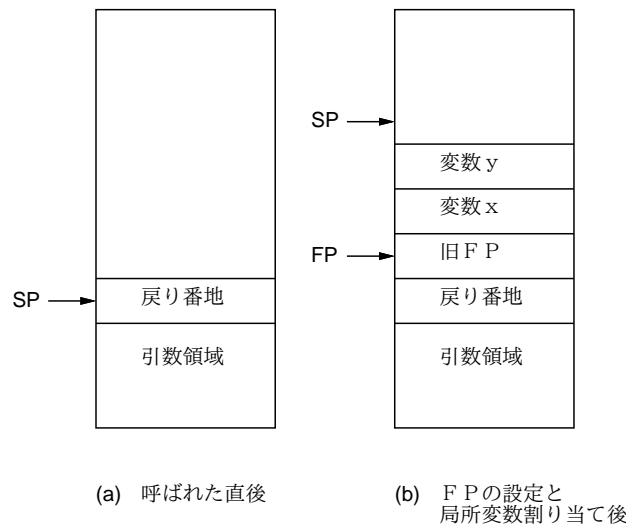 SP
戻り番地
引数領域
(a) 呼ばれた直後
SP
変数ｙ
変数ｘ
FP
旧ＦＰ
戻り番地
引数領域
(b) ＦＰの設定と
局所変数割り当て後